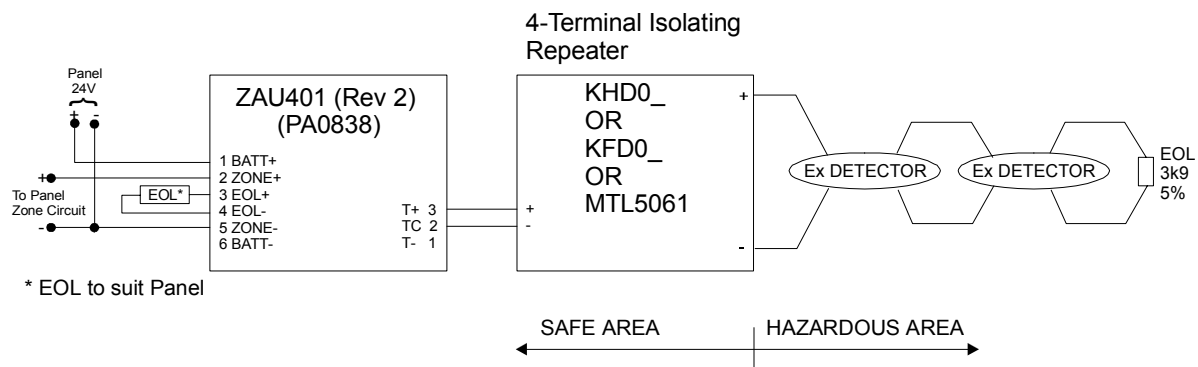 4-Terminal Isolating
Repeater
Panel
24V
+ -
ZAU401 (Rev 2)
(PA0838)
1 BATT+
2 ZONE+
3 EOL+
4 EOL-
5 ZONE-
6 BATT-
+
To Panel
Zone Circuit
-
EOL*
T+ 3
TC 2
T- 1
* EOL to suit Panel
KHD0_
OR
KFD0_
OR
MTL5061
+
-
+
-
Ex DETECTOR
Ex DETECTOR
EOL
3k9
5%
SAFE AREA
HAZARDOUS AREA